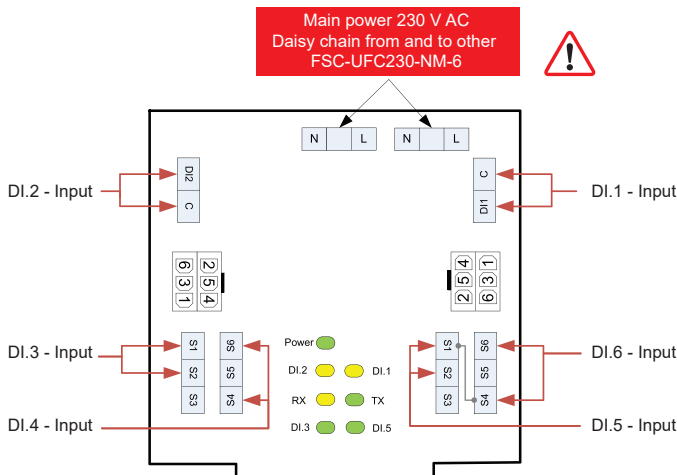 Main power 230 V AC
Daisy chain from and to other
FSC-UFC230-NM-6
N L N L
DI.2 - Input
DI2
C
C
DI1
DI.1 - Input
6 3 1
2 5 4
2 5 4
6 3 1
DI.3 - Input
S1
S2
S3
S6
S5
S4
DI.4 - Input
Power
DI.2 DI.1
RX TX
DI.3 DI.5
S1
S2
S3
S6
S5
S4
DI.6 - Input
DI.5 - Input